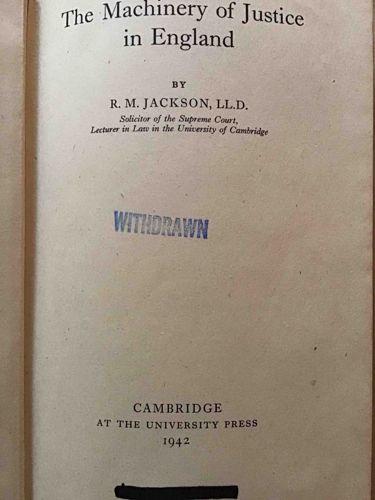 The Machinery of Justice
in England
BY
R. M. JACKSON, LL.D.
Solicitor of the Supreme Court,
Lecturer in Law in the University of Cambridge
WITHDRAWN
CAMBRIDGE
AT THE UNIVERSITY PRESS
1942